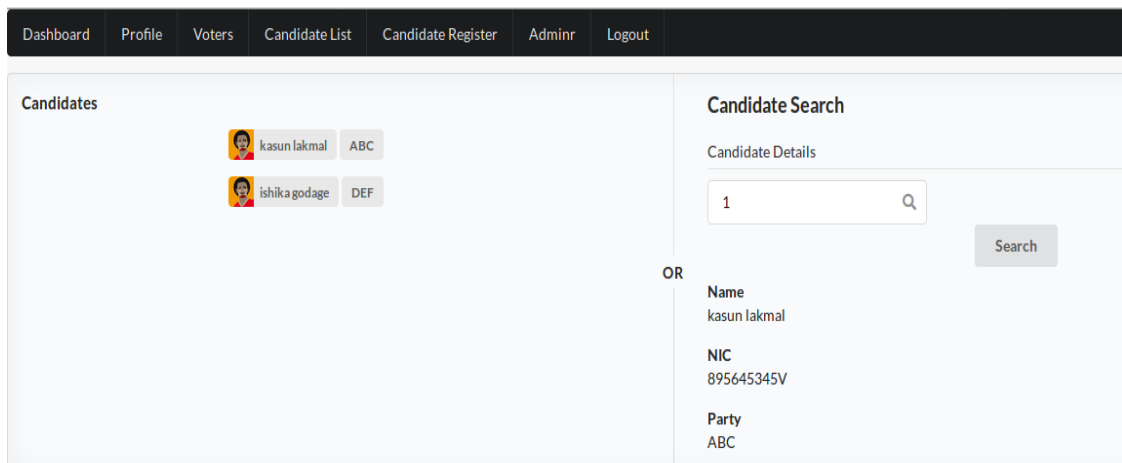 Dashboard Profile Voters Candidate List Candidate Register Adminr Logout
Candidates
kasun lakmal ABC
ishika godage DEF
OR
Candidate Search
Candidate Details
1
Search
Name
kasun lakmal
NIC
895645345V
Party
ABC